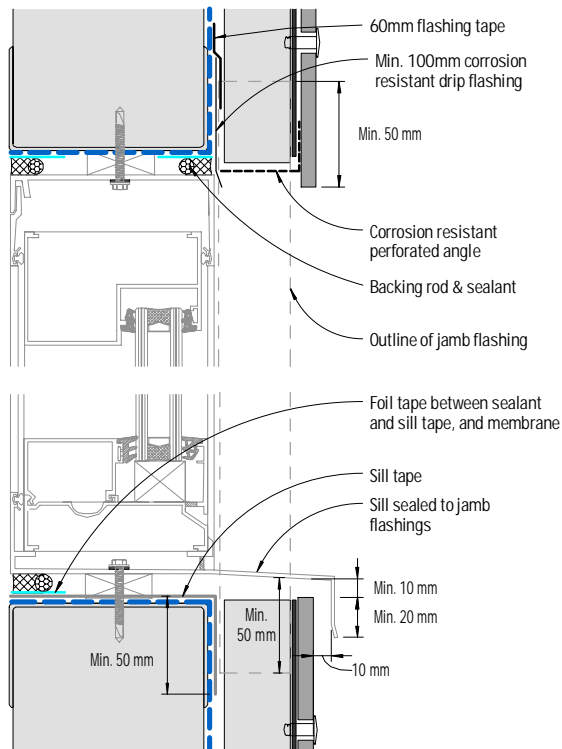 60mm flashing tape
Min. 100mm corrosion
resistant drip flashing
Min. 50 mm
Corrosion resistant
perforated angle
Backing rod & sealant
Outline of jamb flashing
Foil tape between sealant
and sill tape, and membrane
Sill tape
Sill sealed to jamb
flashings
Min. 10 mm
Min. 20 mm
Min.
50 mm
Min. 50 mm
10 mm